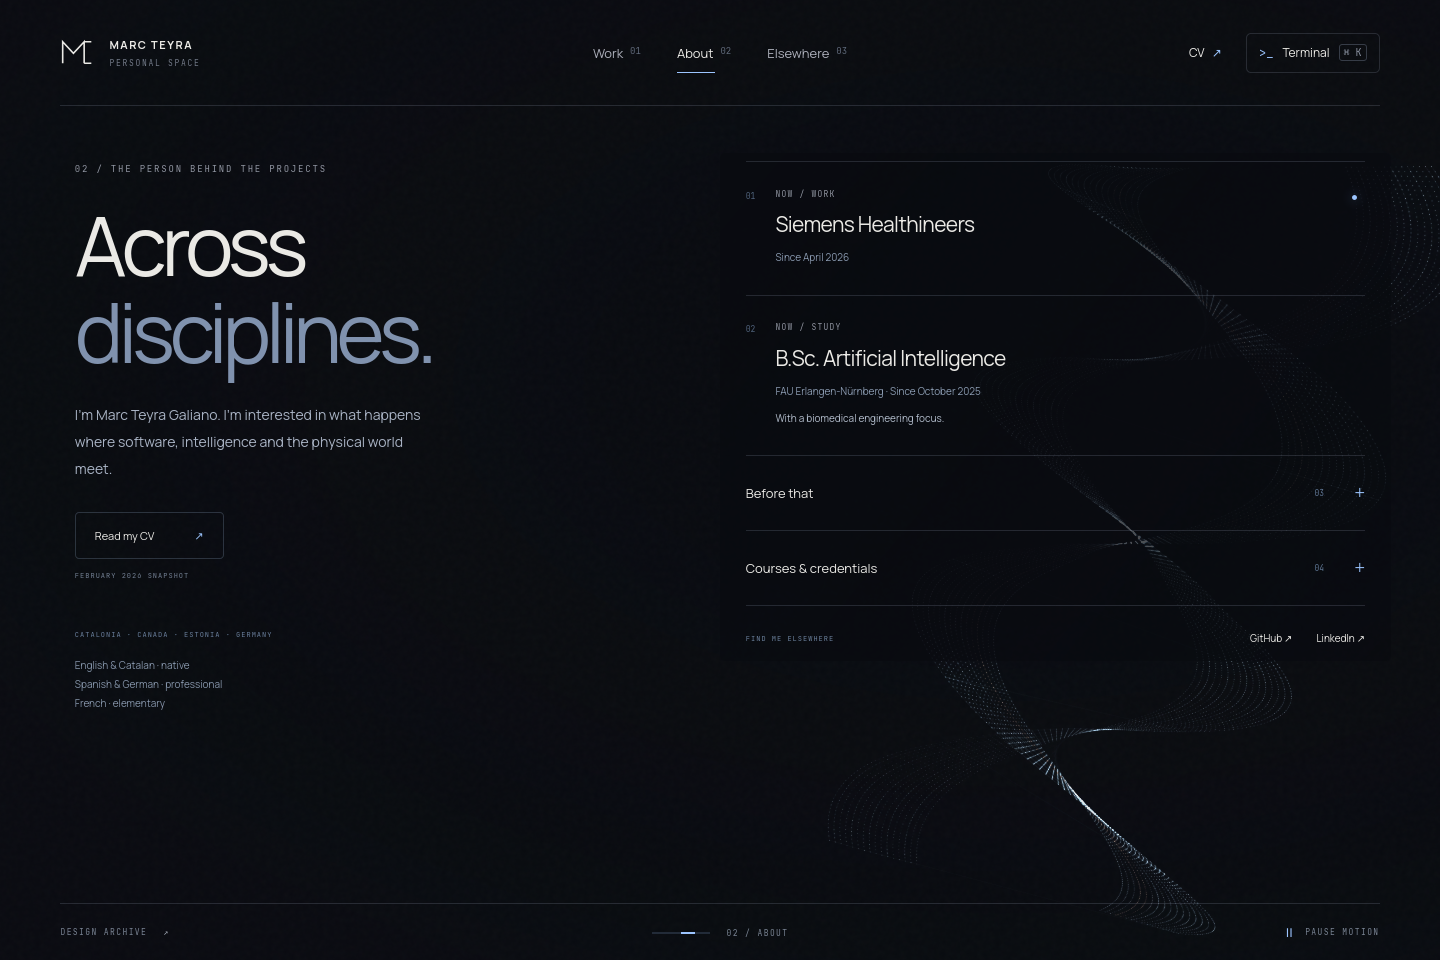 MARC TEYRA
PERSONAL SPACE
Work 01
About 02
Elsewhere 03
CV ↗
>_ Terminal ⌘ K
02 / THE PERSON BEHIND THE PROJECTS
Across
disciplines.
I'm Marc Teyra Galiano. I'm interested in what happens
where software, intelligence and the physical world
meet.
Read my CV ↗
FEBRUARY 2026 SNAPSHOT
CATALONIA · CANADA · ESTONIA · GERMANY
English & Catalan · native
Spanish & German · professional
French · elementary
01 NOW / WORK
Siemens Healthineers
Since April 2026
02 NOW / STUDY
B.Sc. Artificial Intelligence
FAU Erlangen-Nürnberg · Since October 2025
With a biomedical engineering focus.
Before that 03 +
Courses & credentials 04 +
FIND ME ELSEWHERE
GitHub ↗ LinkedIn ↗
DESIGN ARCHIVE ↗
02 / ABOUT
PAUSE MOTION